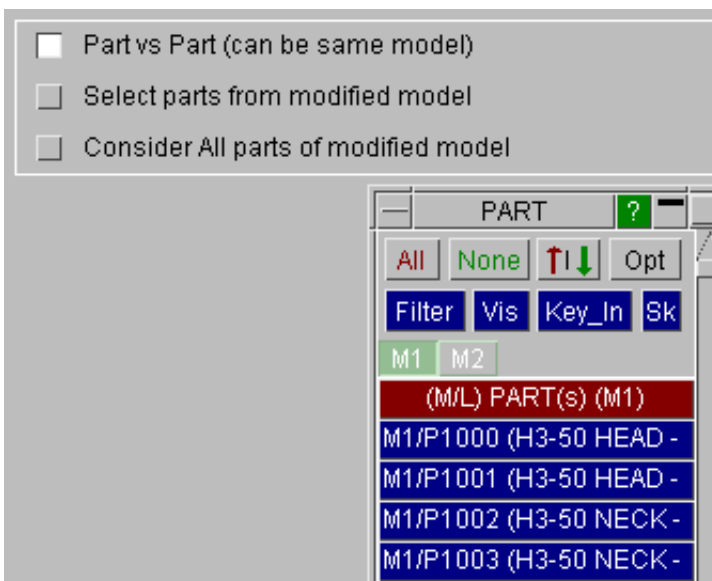 Part vs Part (can be same model)
Select parts from modified model
Consider All parts of modified model
PART ?
All None Opt
Filter Vis Key_In Sk
M1 M2
(M/L) PART(s) (M1)
M1/P1000 (H3-50 HEAD -
M1/P1001 (H3-50 HEAD -
M1/P1002 (H3-50 NECK -
M1/P1003 (H3-50 NECK -